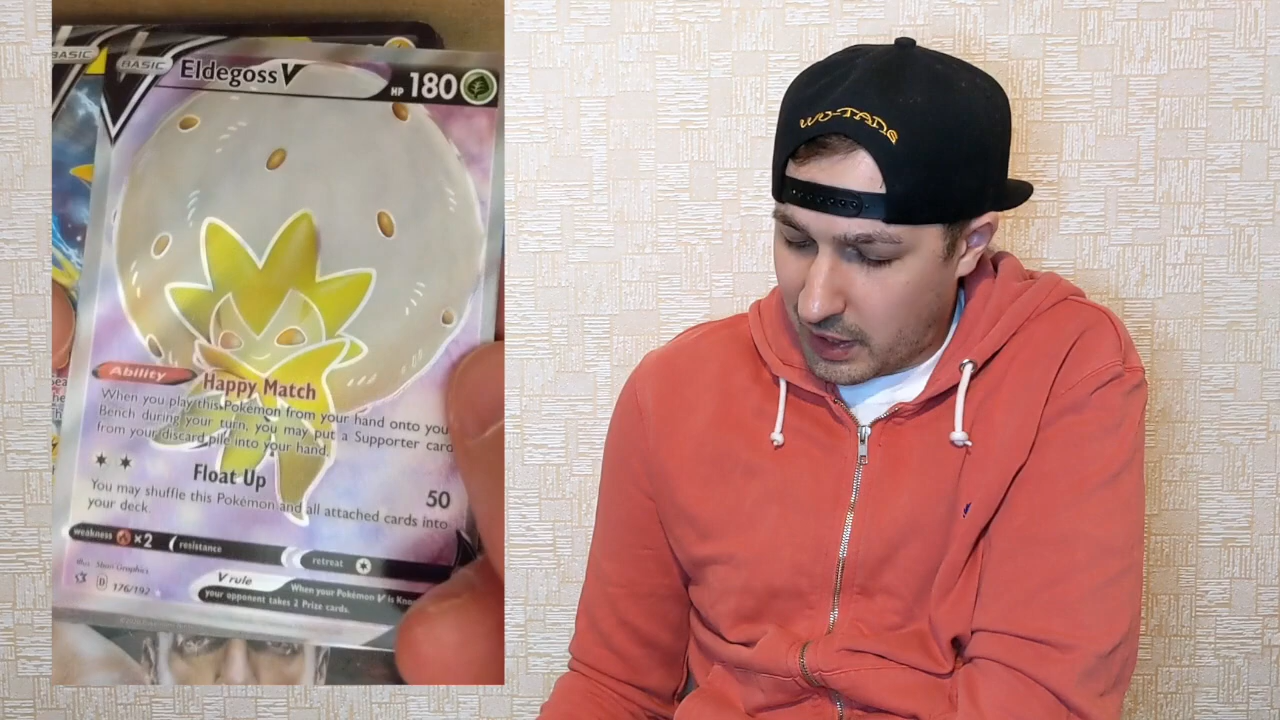 BASIC
BASIC
Eldegoss V
HP 180
Ability
Happy Match
When you play this Pokémon from your hand onto you
Bench during your turn, you may put a Supporter card
from your discard pile into your hand.
Float Up
50
You may shuffle this Pokémon and all attached cards into
your deck.
weakness ×2 resistance
retreat
V rule
When your Pokémon V is Knoc
your opponent takes 2 Prize cards.
D 176/192
WU-TANG